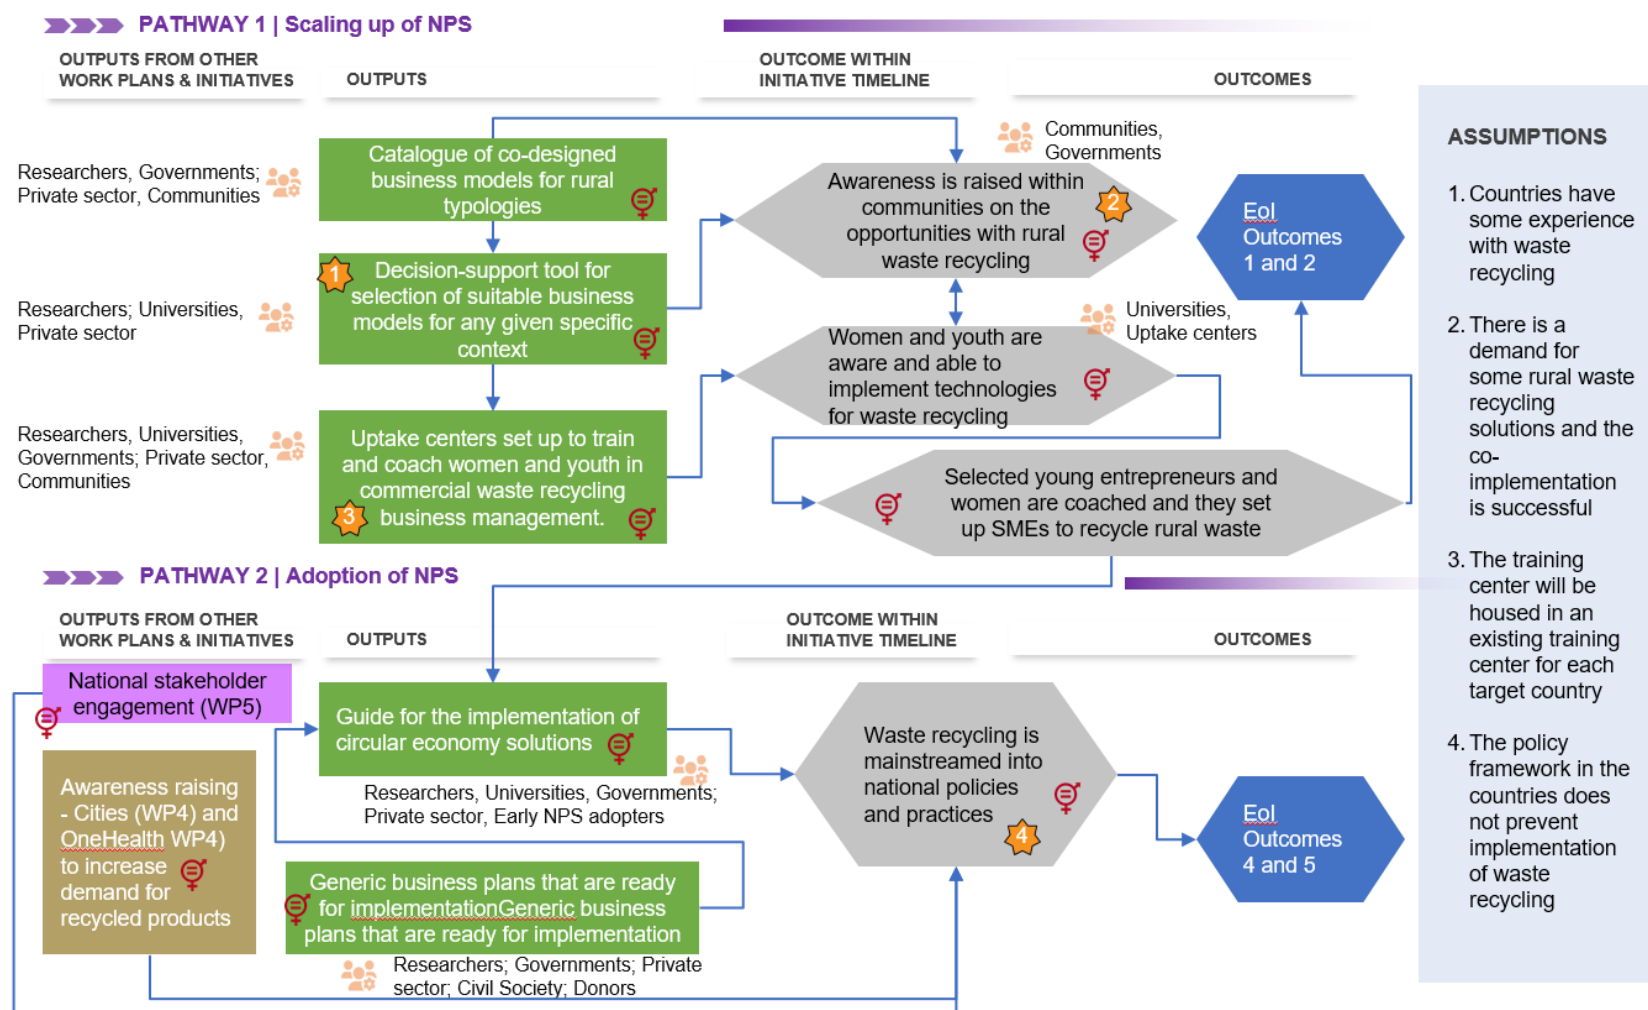 PATHWAY 1 | Scaling up of NPS
OUTPUTS FROM OTHER
WORK PLANS & INITIATIVES
OUTPUTS
OUTCOME WITHIN
INITIATIVE TIMELINE
OUTCOMES
Researchers, Governments;
Private sector, Communities
Catalogue of co-designed
business models for rural
typologies
Communities,
Governments
Awareness is raised within
communities on the
opportunities with rural
waste recycling
2
EoI
Outcomes
1 and 2
Researchers; Universities,
Private sector
1
Decision-support tool for
selection of suitable business
models for any given specific
context
Universities,
Uptake centers
Women and youth are
aware and able to
implement technologies
for waste recycling
Researchers, Universities,
Governments; Private sector,
Communities
Uptake centers set up to train
and coach women and youth in
commercial waste recycling
business management.
3
Selected young entrepreneurs and
women are coached and they set
up SMEs to recycle rural waste
PATHWAY 2 | Adoption of NPS
OUTPUTS FROM OTHER
WORK PLANS & INITIATIVES
OUTPUTS
OUTCOME WITHIN
INITIATIVE TIMELINE
OUTCOMES
National stakeholder
engagement (WP5)
Awareness raising
- Cities (WP4) and
OneHealth WP4)
to increase
demand for
recycled products
Guide for the implementation of
circular economy solutions
Researchers, Universities, Governments;
Private sector, Early NPS adopters
Generic business plans that are ready
for implementationGeneric business
plans that are ready for implementation
Researchers; Governments; Private
sector; Civil Society; Donors
Waste recycling is
mainstreamed into
national policies
and practices
4
EoI
Outcomes
4 and 5
ASSUMPTIONS
1. Countries have
some experience
with waste
recycling
2. There is a
demand for
some rural waste
recycling
solutions and the
co-
implementation
is successful
3. The training
center will be
housed in an
existing training
center for each
target country
4. The policy
framework in the
countries does
not prevent
implementation
of waste
recycling